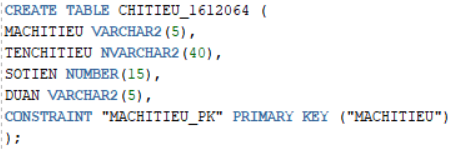 CREATE TABLE CHITIEU_1612064 (
MACHITIEU VARCHAR2(5),
TENCHITIEU NVARCHAR2(40),
SOTIEN NUMBER(15),
DUAN VARCHAR2(5),
CONSTRAINT "MACHITIEU_PK" PRIMARY KEY ("MACHITIEU")
);